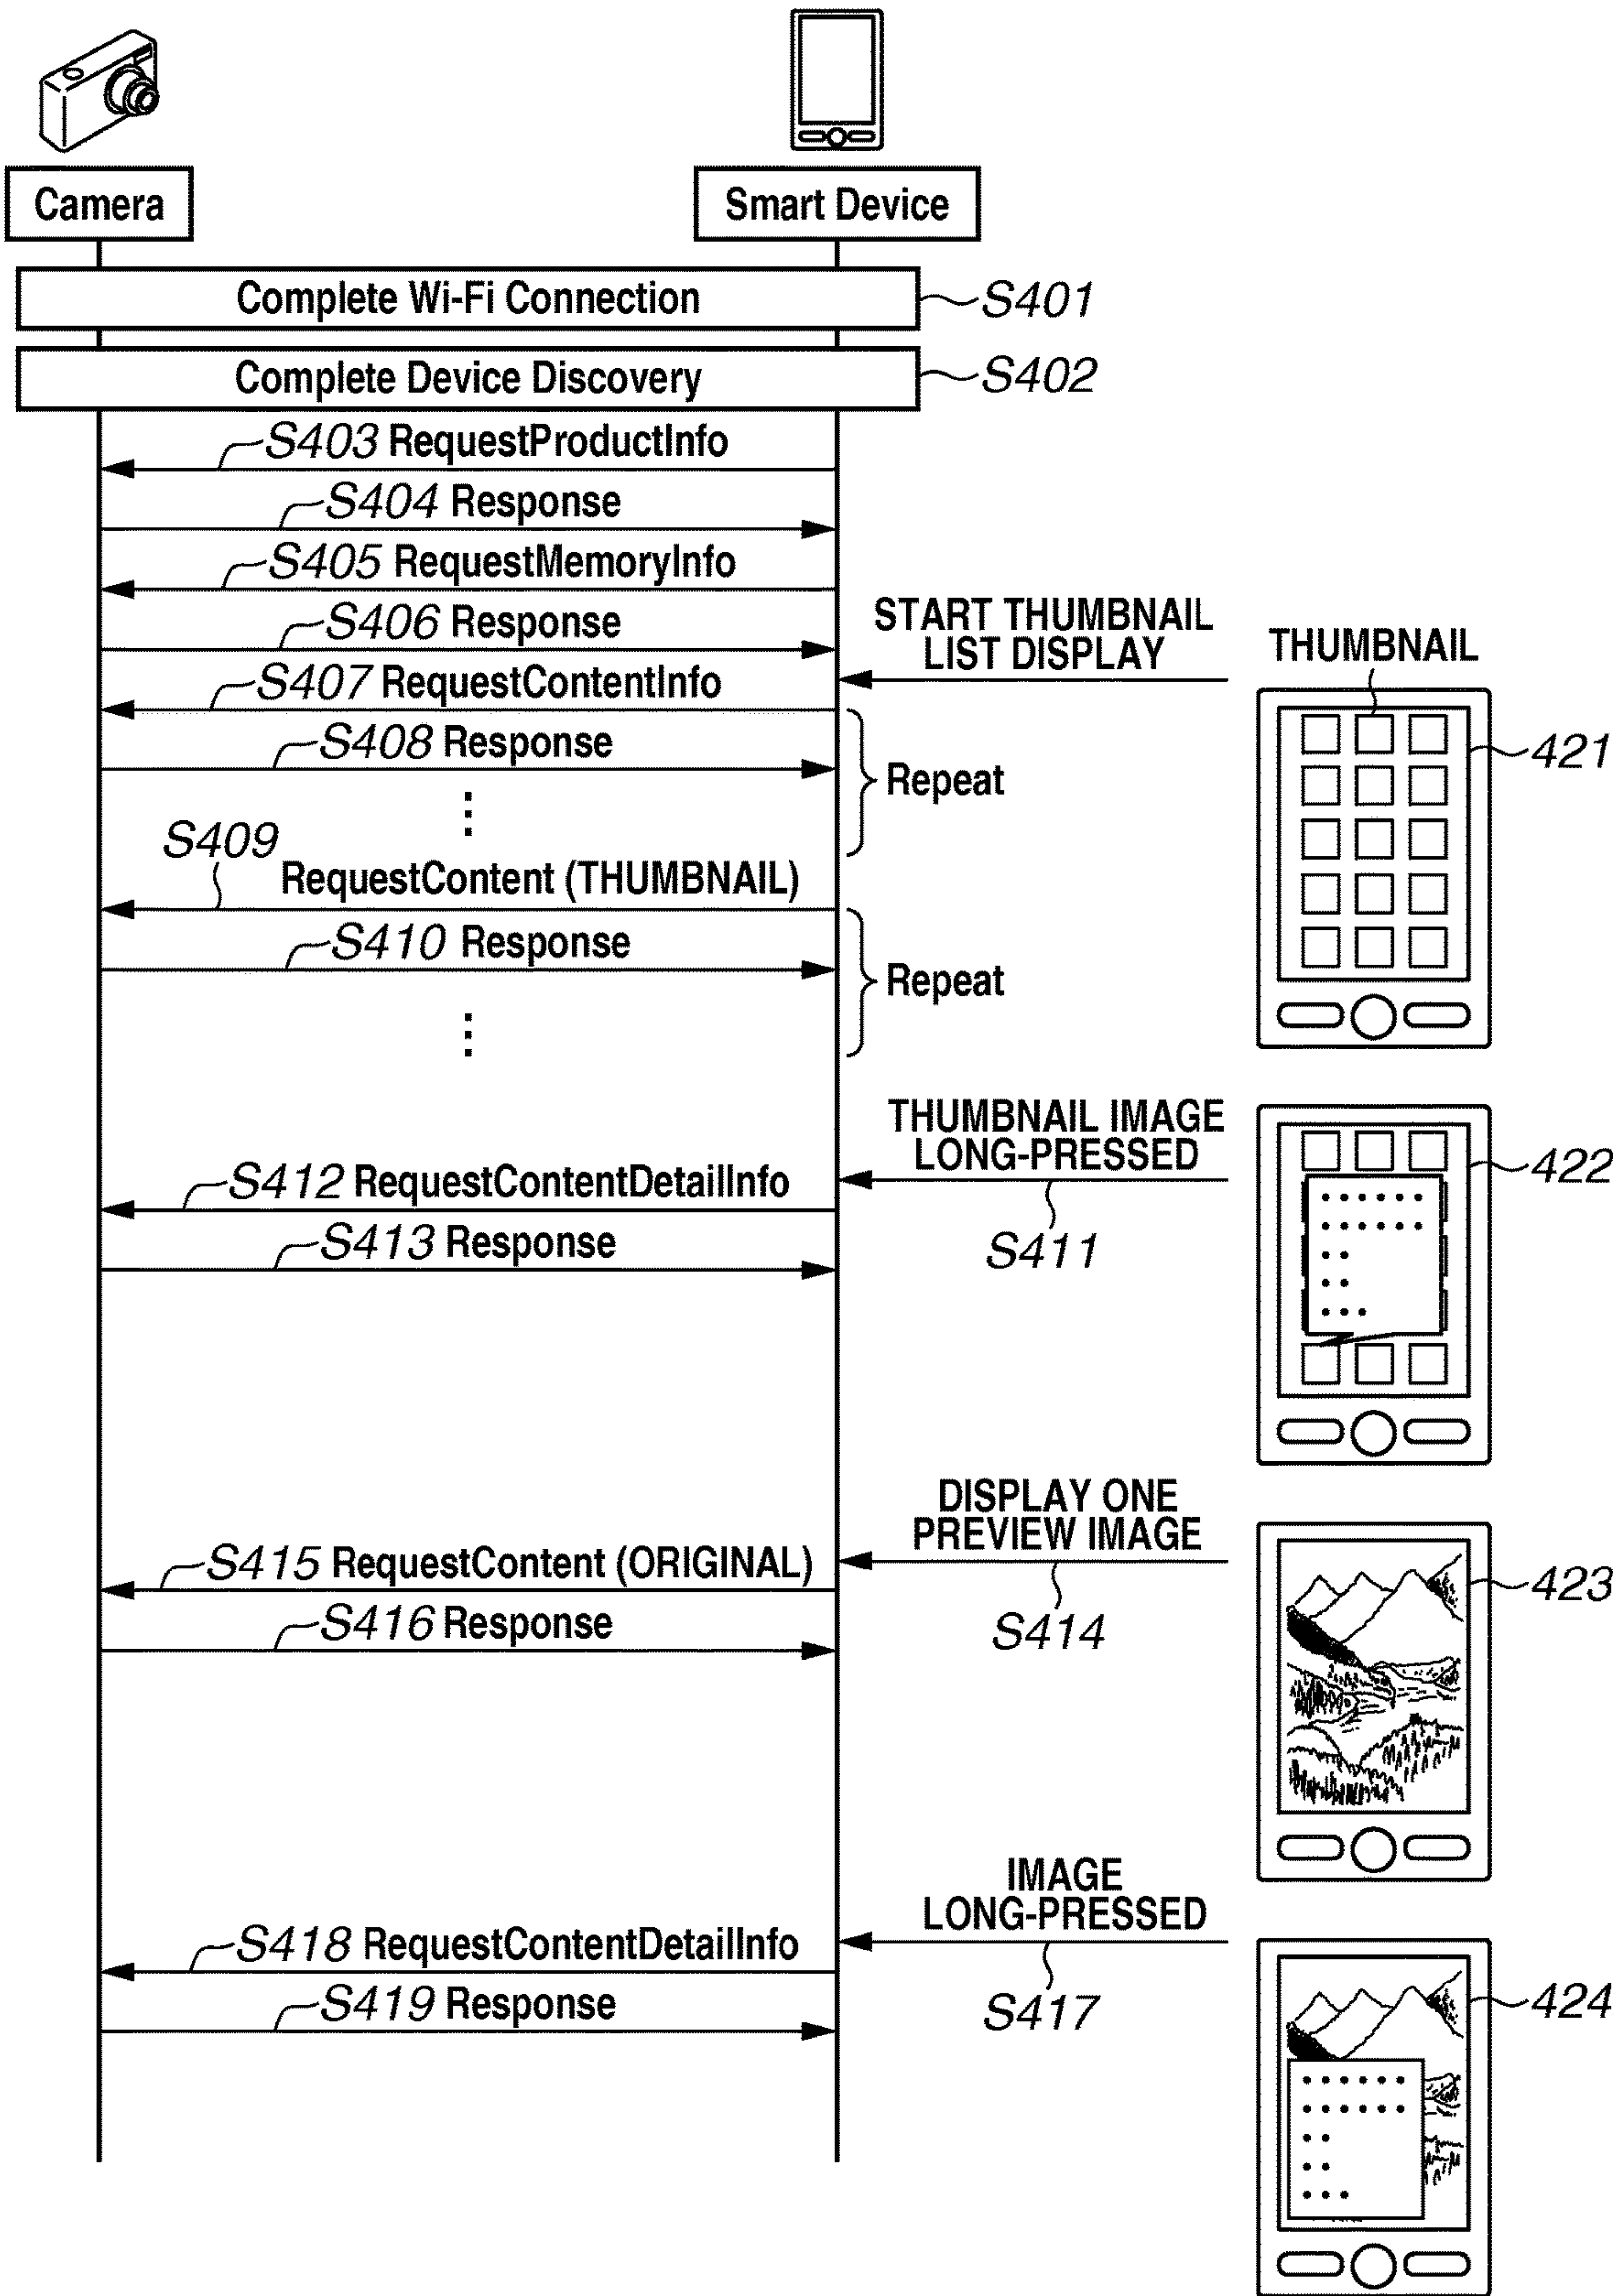 Camera
Smart Device
Complete Wi-Fi Connection
S401
Complete Device Discovery
S402
S403 RequestProductInfo
S404 Response
S405 RequestMemoryInfo
S406 Response
START THUMBNAIL
LIST DISPLAY
THUMBNAIL
S407 RequestContentInfo
S408 Response
Repeat
421
S409
RequestContent (THUMBNAIL)
S410 Response
Repeat
THUMBNAIL IMAGE
LONG-PRESSED
422
S412 RequestContentDetailInfo
S411
S413 Response
DISPLAY ONE
PREVIEW IMAGE
S415 RequestContent (ORIGINAL)
423
S416 Response
S414
IMAGE
LONG-PRESSED
S418 RequestContentDetailInfo
S417
S419 Response
424